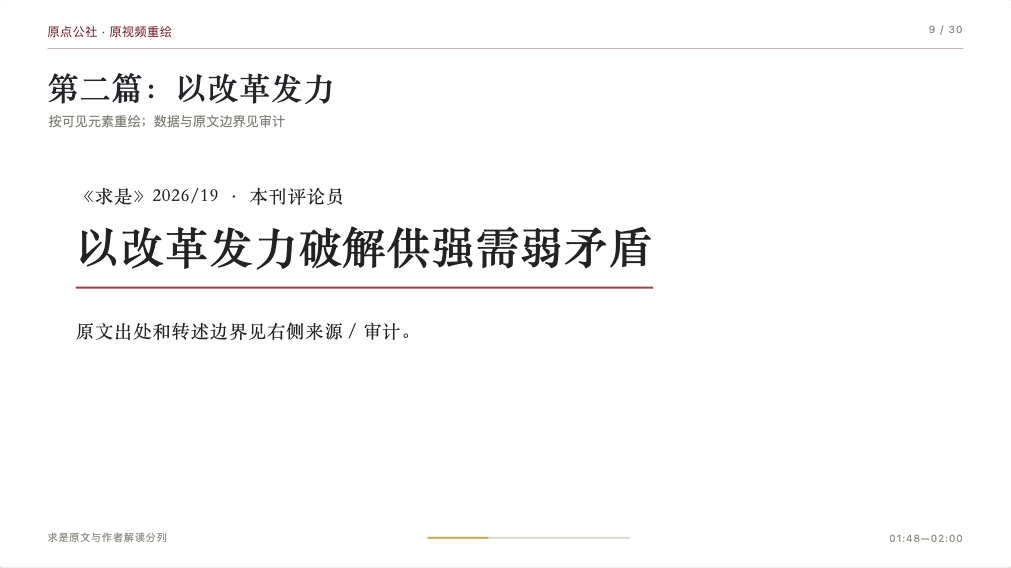 原点公社 · 原视频重绘
9 / 30
第二篇：以改革发力
按可见元素重绘；数据与原文边界见审计
《求是》2026/19 · 本刊评论员
以改革发力破解供强需弱矛盾
原文出处和转述边界见右侧来源 / 审计。
求是原文与作者解读分列
01:48—02:00